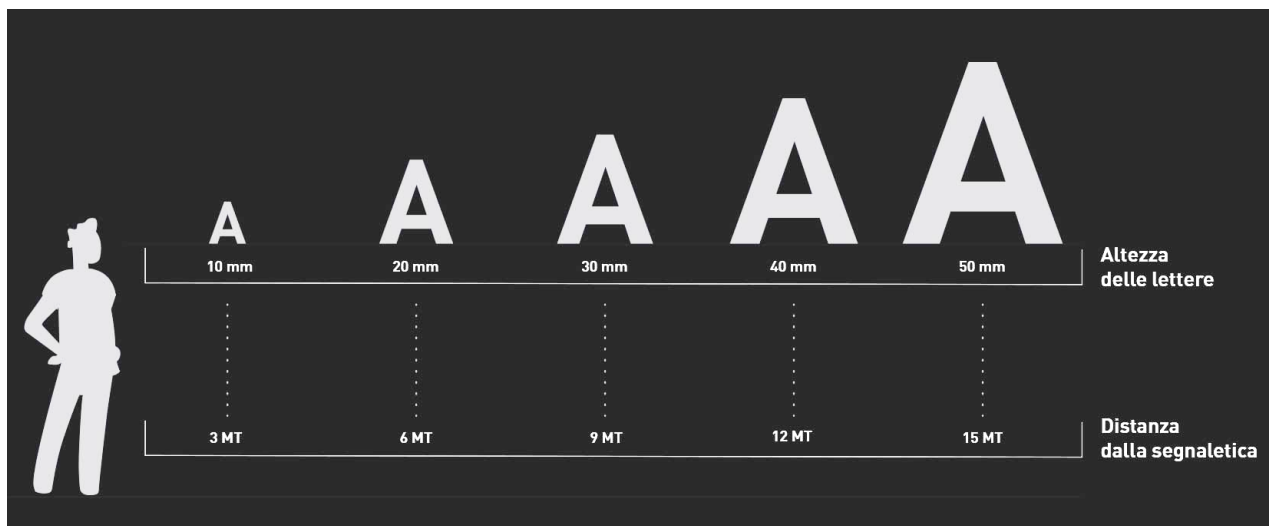 A A A A A
10 mm 20 mm 30 mm 40 mm 50 mm
Altezza
delle lettere
3 MT 6 MT 9 MT 12 MT 15 MT
Distanza
dalla segnaletica